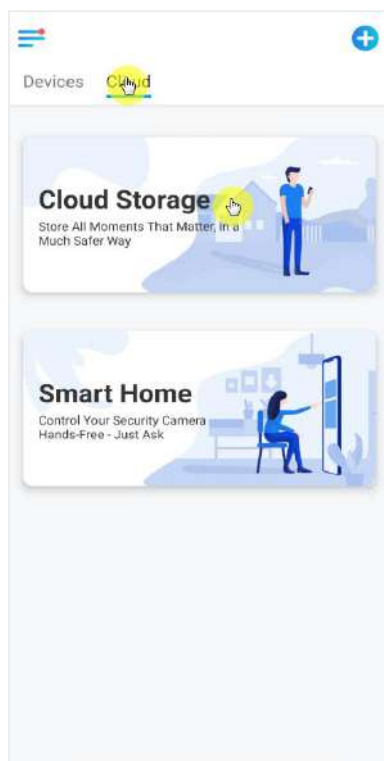 Devices Cloud
Cloud Storage
Store All Moments That Matter, In a
Much Safer Way
Smart Home
Control Your Security Camera
Hands-Free - Just Ask